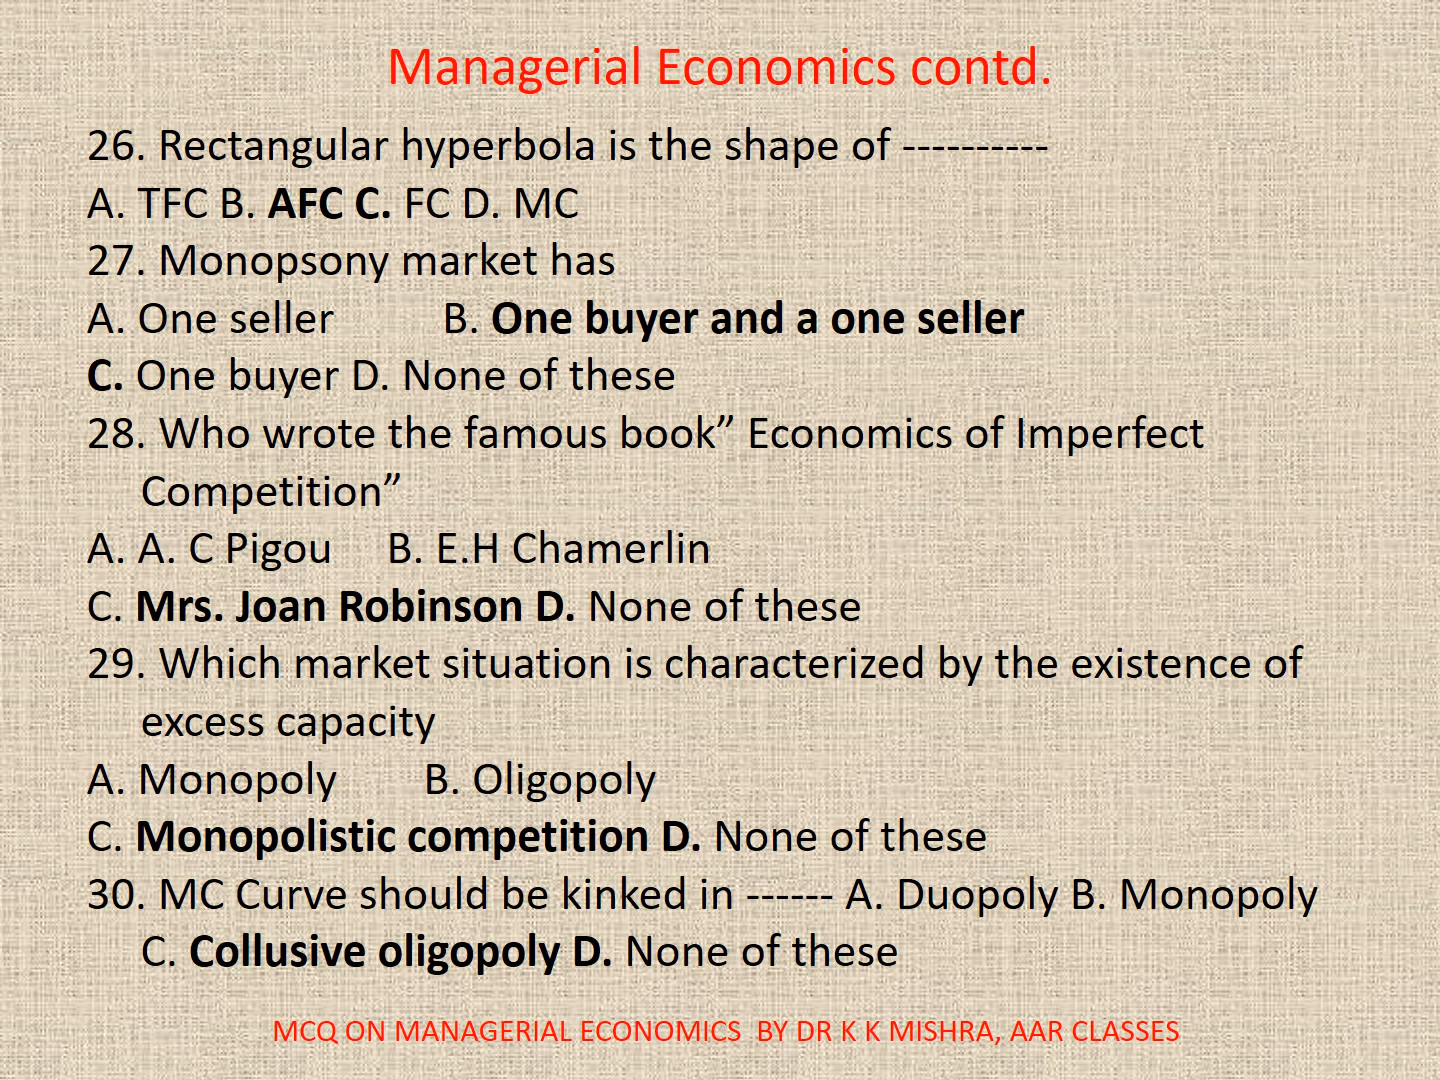 Managerial Economics contd.
26. Rectangular hyperbola is the shape of ----------
A. TFC B. AFC C. FC D. MC
27. Monopsony market has
A. One seller B. One buyer and a one seller
C. One buyer D. None of these
28. Who wrote the famous book” Economics of Imperfect
Competition”
A. A. C Pigou B. E.H Chamerlin
C. Mrs. Joan Robinson D. None of these
29. Which market situation is characterized by the existence of
excess capacity
A. Monopoly B. Oligopoly
C. Monopolistic competition D. None of these
30. MC Curve should be kinked in ------ A. Duopoly B. Monopoly
C. Collusive oligopoly D. None of these
MCQ ON MANAGERIAL ECONOMICS BY DR K K MISHRA, AAR CLASSES